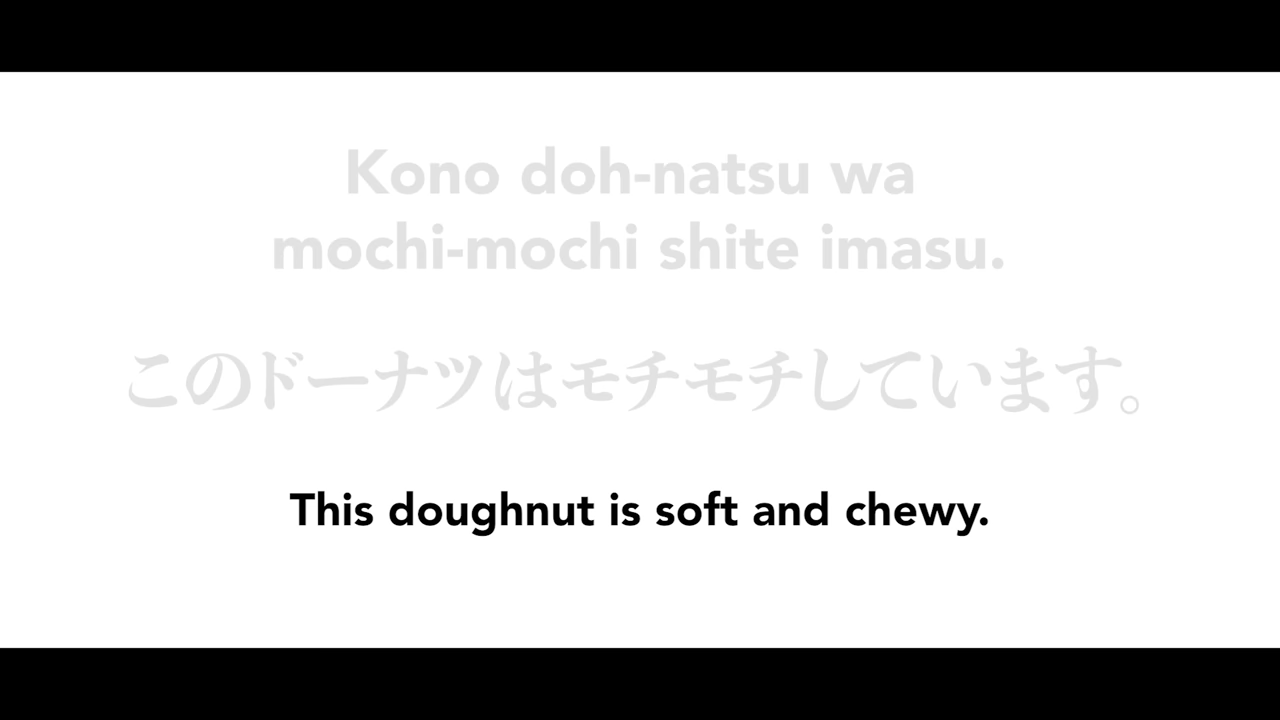 Kono doh-natsu wa
mochi-mochi shite imasu.
このドーナツはモチモチしています。
This doughnut is soft and chewy.